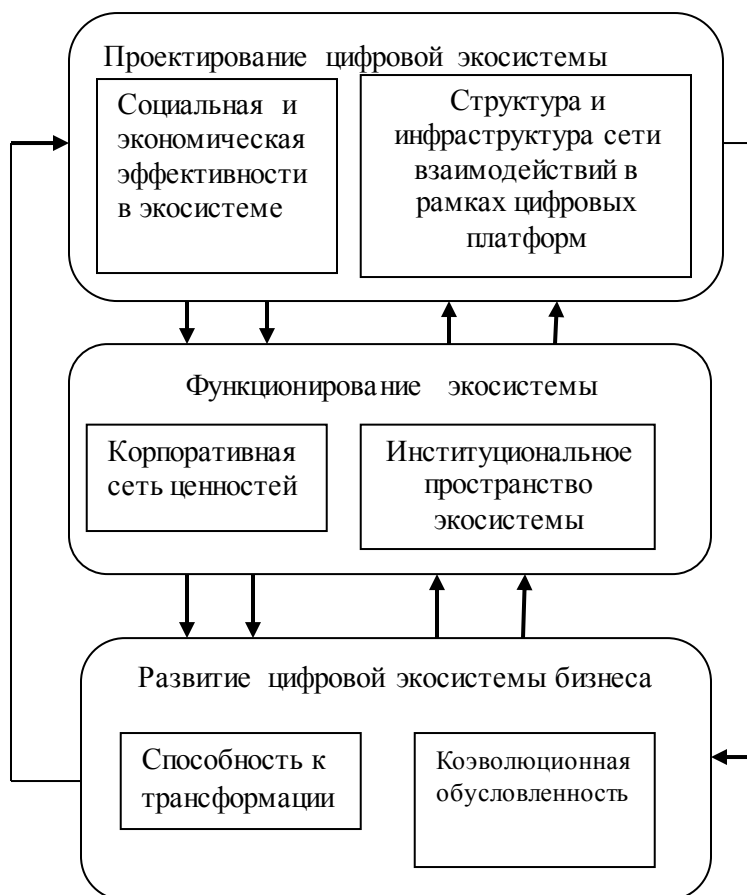 Проектирование цифровой экосистемы
Социальная и
экономическая
эффективности
в экосистеме
Структура и
инфраструктура сети
взаимодействий в
рамках цифровых
платформ
Функционирование экосистемы
Корпоративная
сеть ценностей
Институциональное
пространство
экосистемы
Развитие цифровой экосистемы бизнеса
Способность к
трансформации
Коэволюционная
обусловленность